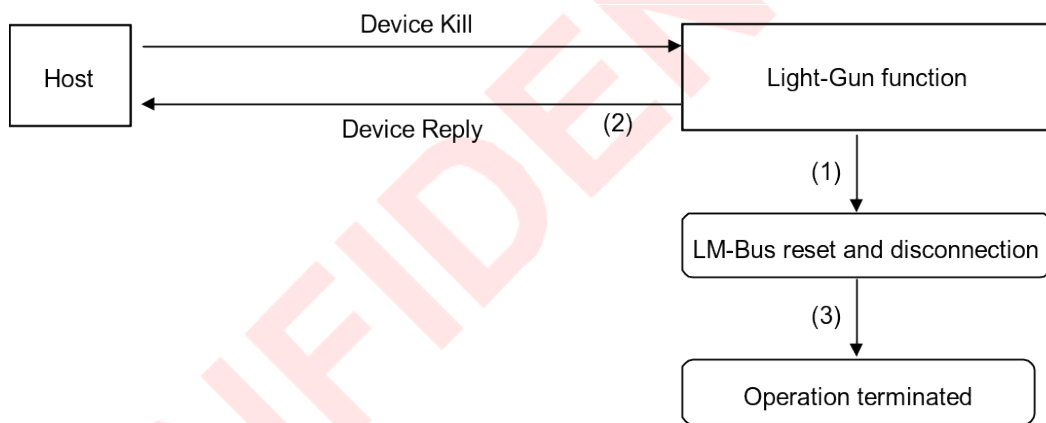 Device Kill
Host
Light-Gun function
Device Reply
(2)
(1)
LM-Bus reset and disconnection
(3)
Operation terminated